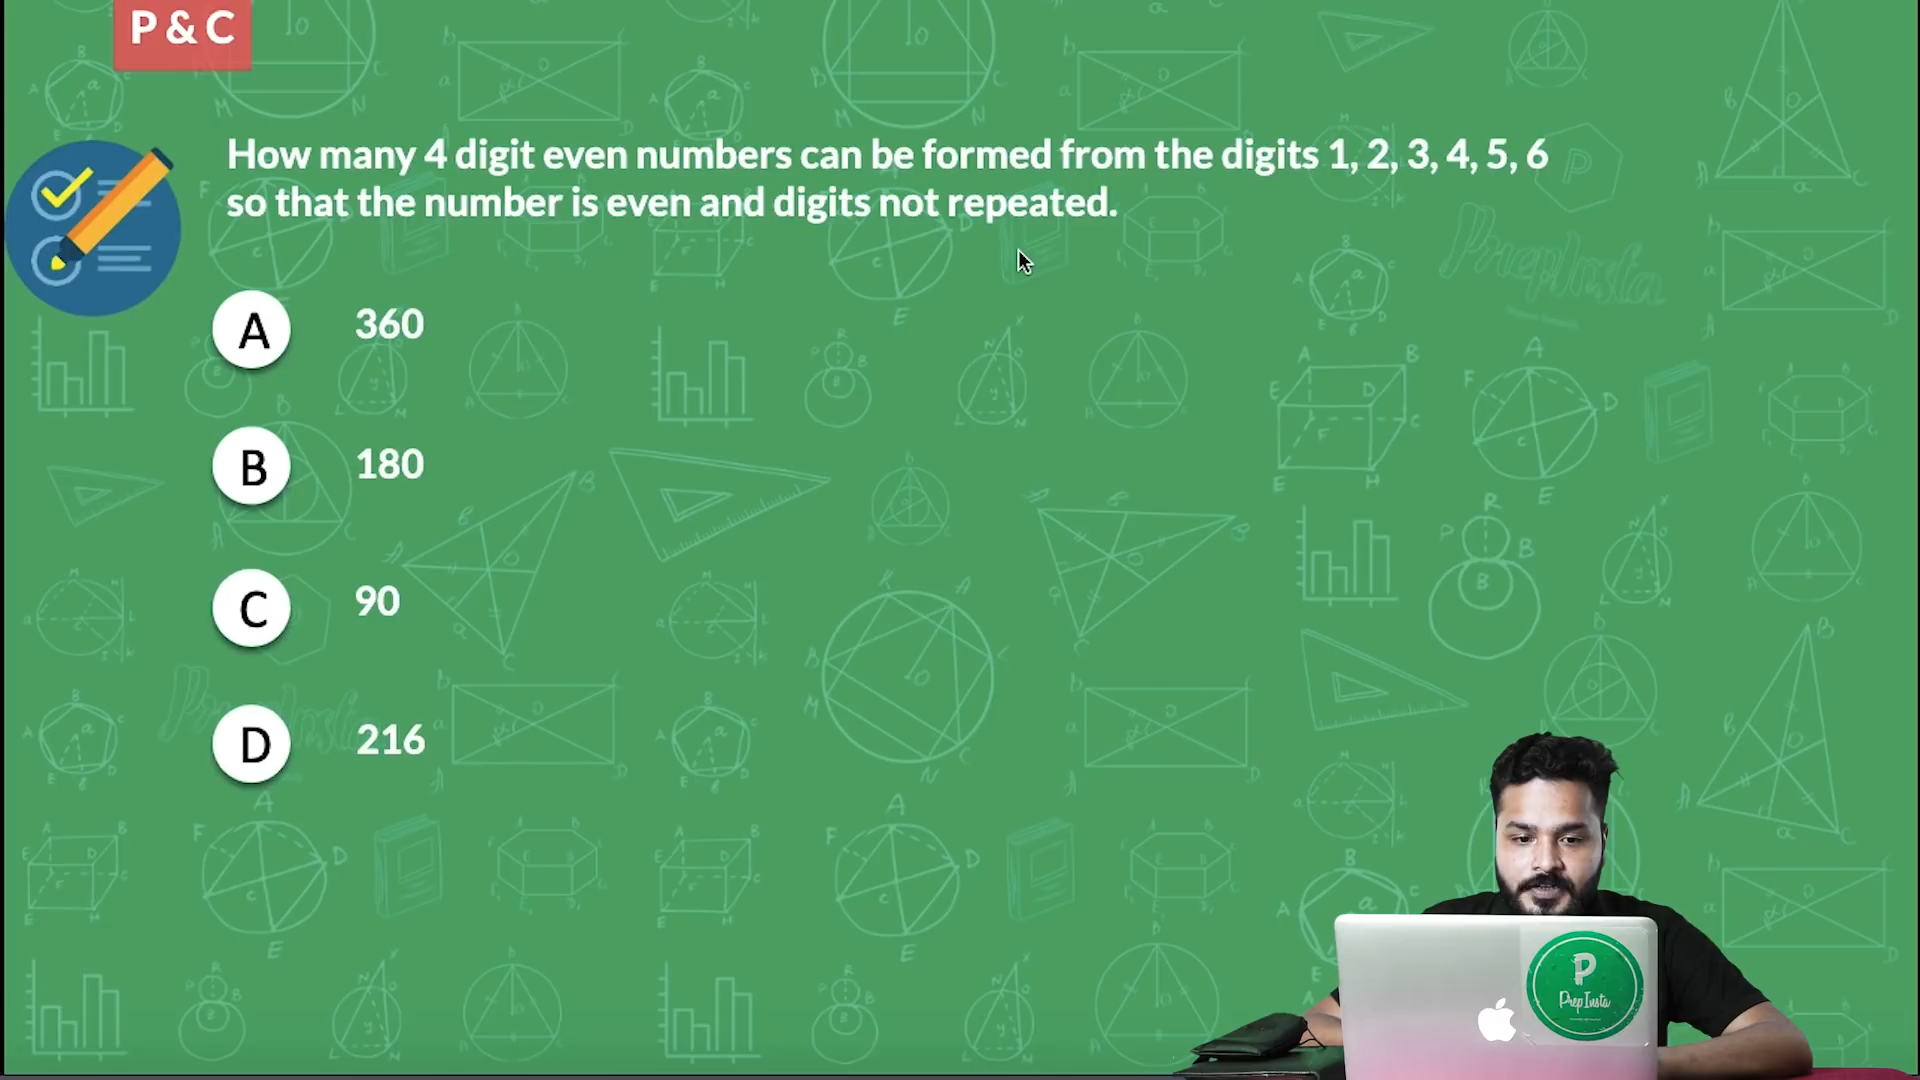 P & C
How many 4 digit even numbers can be formed from the digits 1, 2, 3, 4, 5, 6
so that the number is even and digits not repeated.
A 360
B 180
C 90
D 216
PrepInsta
P
PrepInsta